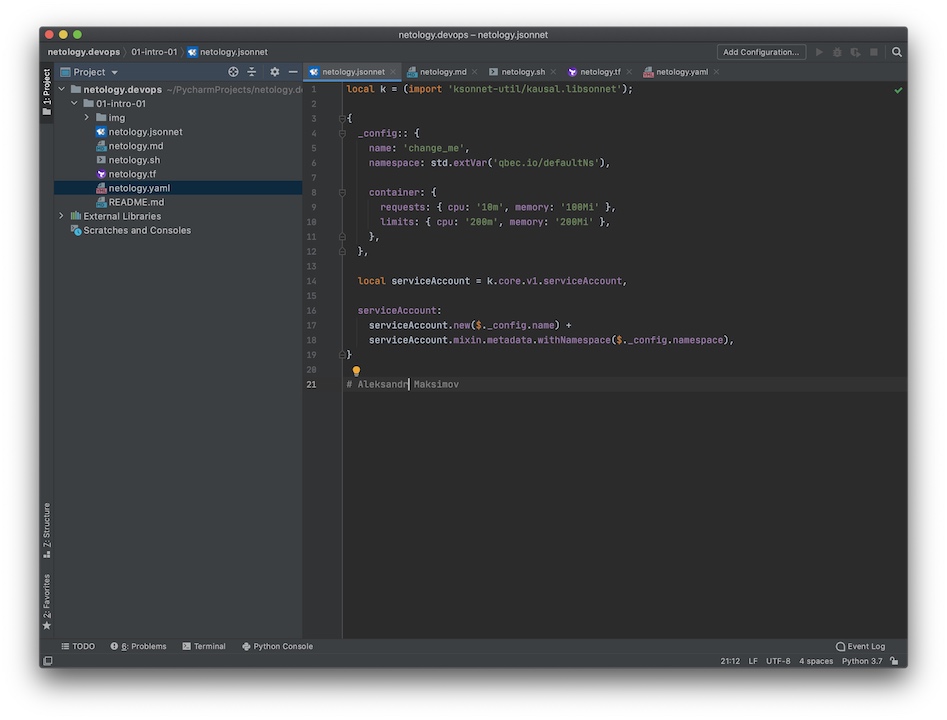 netology.devops – netology.jsonnet
netology.devops 01-intro-01 netology.jsonnet Add Configuration...
1: Project
Project
netology.jsonnet netology.md netology.sh netology.tf netology.yaml
netology.devops ~/PycharmProjects/netology.de
01-intro-01
img
netology.jsonnet
netology.md
netology.sh
netology.tf
netology.yaml
README.md
External Libraries
Scratches and Consoles
1 local k = (import 'ksonnet-util/kausal.libsonnet');
2
3 {
4 _config:: {
5 name: 'change_me',
6 namespace: std.extVar('qbec.io/defaultNs'),
7
8 container: {
9 requests: { cpu: '10m', memory: '100Mi' },
10 limits: { cpu: '200m', memory: '200Mi' },
11 },
12 },
13
14 local serviceAccount = k.core.v1.serviceAccount,
15
16 serviceAccount:
17 serviceAccount.new($._config.name) +
18 serviceAccount.mixin.metadata.withNamespace($._config.namespace),
19 }
20
21 # Aleksandr Maksimov
Z: Structure
2: Favorites
TODO 6: Problems Terminal Python Console Event Log
21:12 LF UTF-8 4 spaces Python 3.7